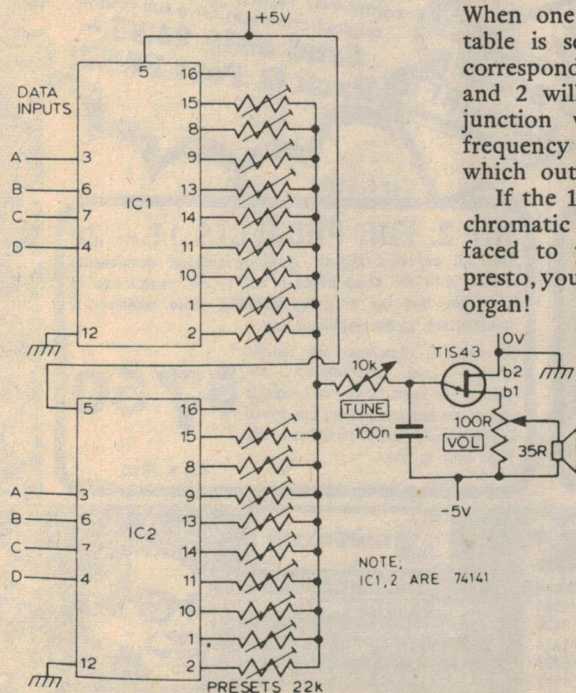 +5V
5
16
DATA
INPUTS
15
8
A 3 9
B 6 13
IC1
C 7 14
D 4 11
10
1
12 2
5
16
15
8
A 3 9
B 6 13
IC2
C 7 14
D 4 11
10
1
12 2
PRESETS 22k
When one
table is se
correspond
and 2 will
junction w
frequency
which out
If the 1
chromatic
faced to
presto, you
organ!
0V
TIS43
10k
b2
b1
TUNE
100R
100n
VOL
35R
-5V
NOTE;
IC1,2 ARE 74141